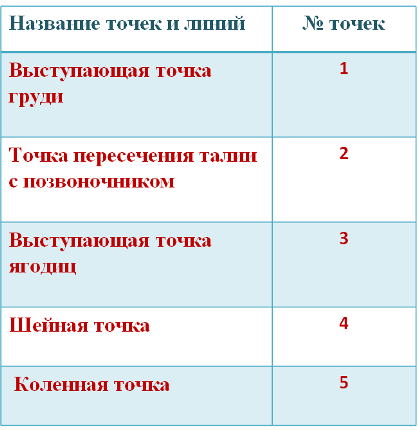 Название точек и линий № точек
Выступающая точка 1
груди
Точка пересечения талии 2
с позвоночником
Выступающая точка 3
ягодиц
Шейная точка 4
Коленная точка 5